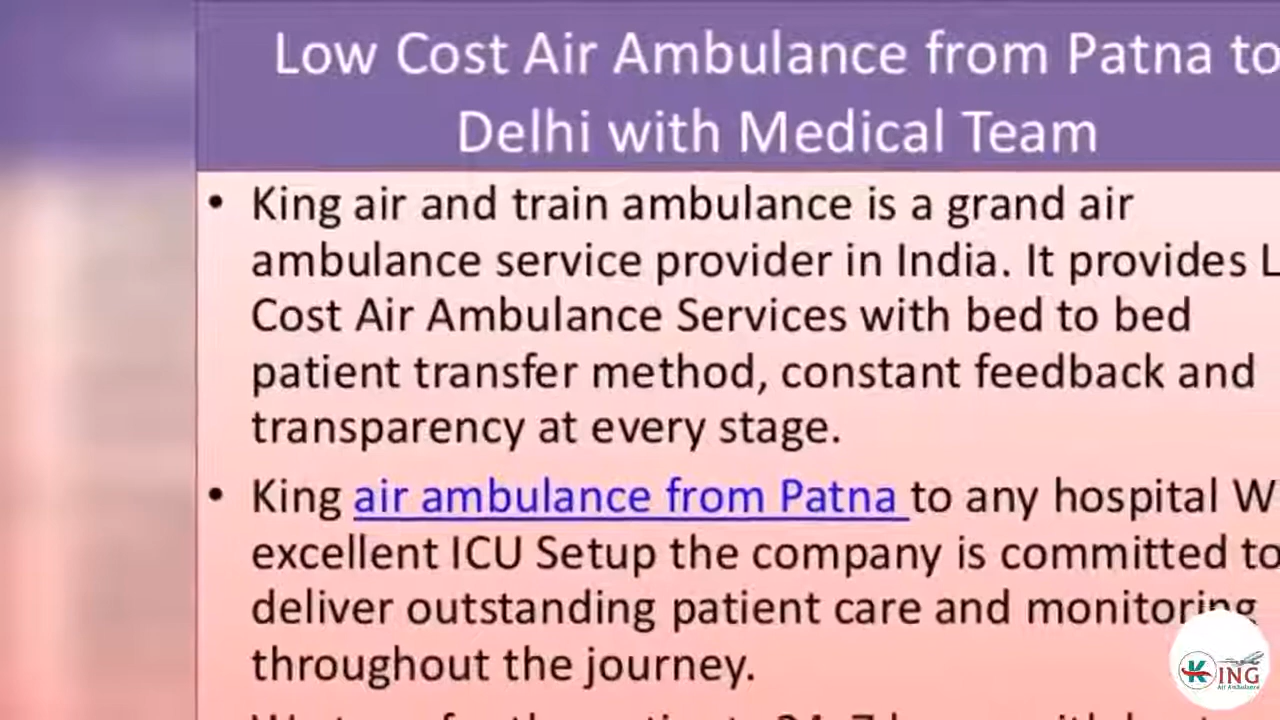 Low Cost Air Ambulance from Patna to
Delhi with Medical Team
• King air and train ambulance is a grand air
ambulance service provider in India. It provides
Cost Air Ambulance Services with bed to bed
patient transfer method, constant feedback and
transparency at every stage.
• King air ambulance from Patna to any hospital
excellent ICU Setup the company is committed to
deliver outstanding patient care and monitoring
throughout the journey.
KING
Air Ambulance